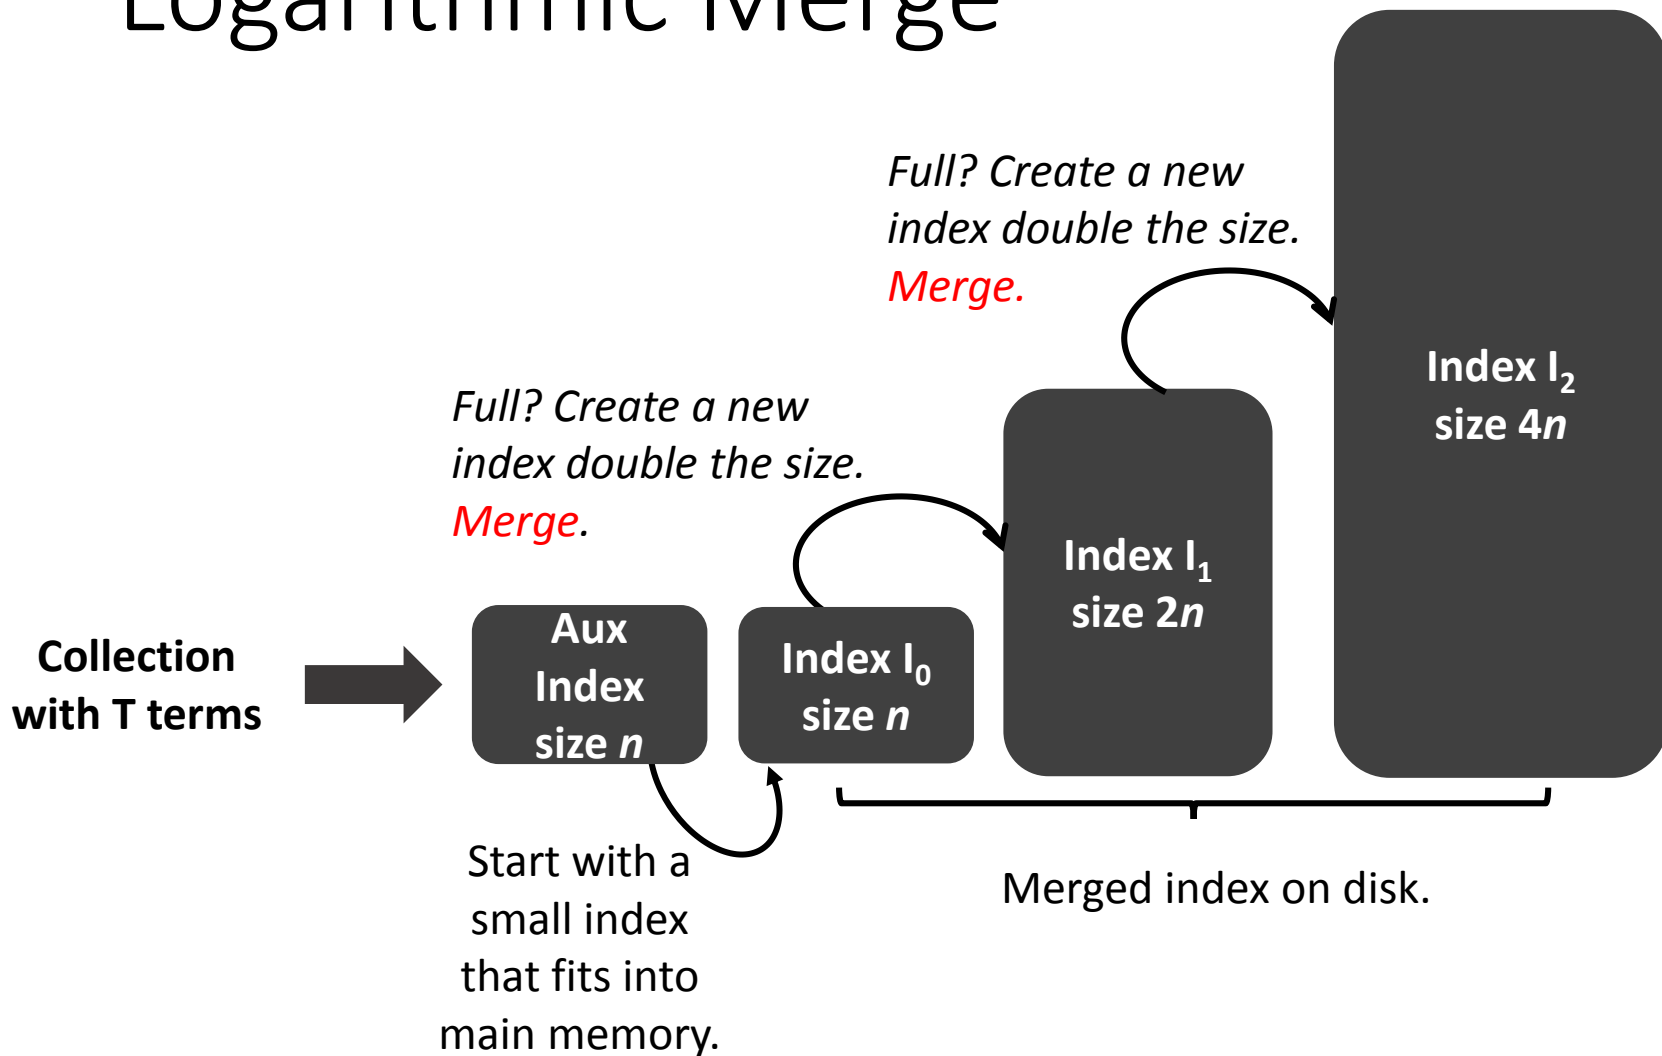 Logarithmic Merge
Full? Create a new
index double the size.
Merge.
Index I2
size 4n
Full? Create a new
index double the size.
Merge.
Index I1
size 2n
Collection
with T terms
Aux
Index
size n
Index I0
size n
Start with a
small index
that fits into
main memory.
Merged index on disk.